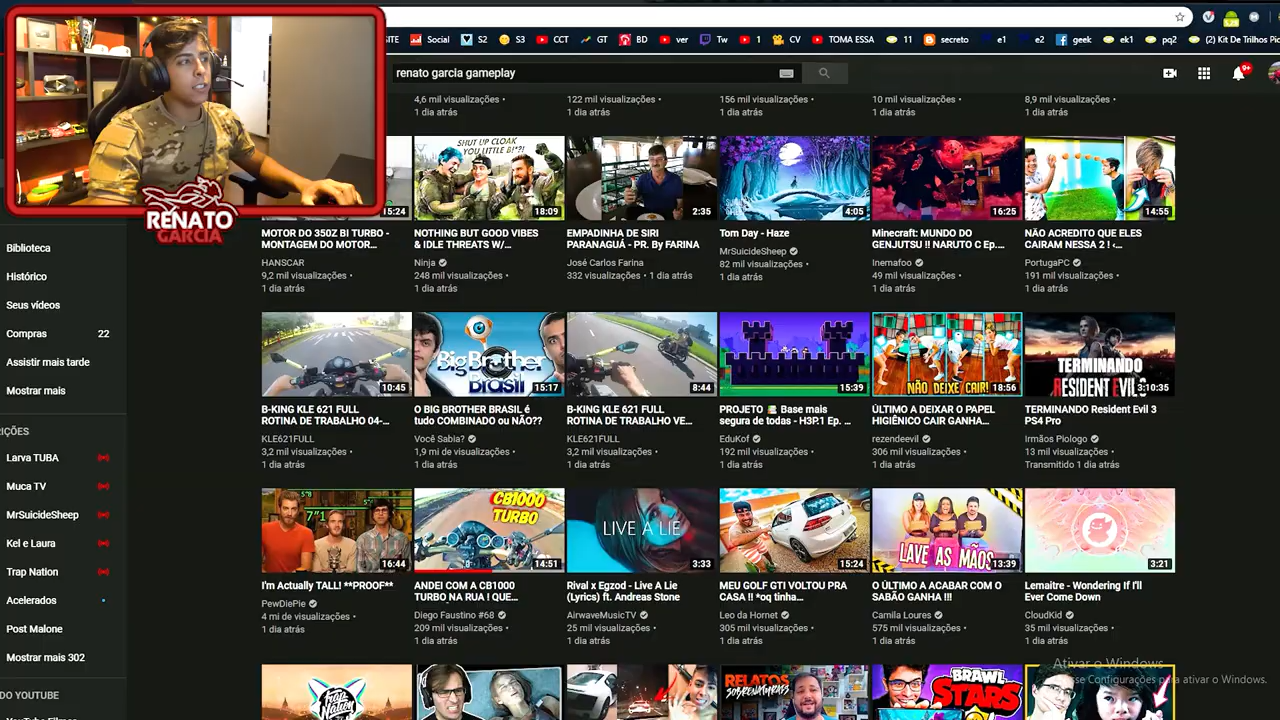 ITE
Social
S2
S3
CCT
GT
BD
ver
Tw
1
CV
TOMA ESSA
11
secreto
e1
e2
geek
ek1
pq2
(2) Kit De Trilhos Pic
renato garcia gameplay
9+
RENATO
GARCIA
4,6 mil visualizações •
1 dia atrás
122 mil visualizações •
1 dia atrás
156 mil visualizações •
1 dia atrás
10 mil visualizações •
1 dia atrás
8,9 mil visualizações •
1 dia atrás
15:24
SHUT UP CLOAK
YOU LITTLE B!*?!
18:09
2:35
4:05
16:25
14:55
MOTOR DO 350Z BI TURBO -
MONTAGEM DO MOTOR…
HANSCAR
9,2 mil visualizações •
1 dia atrás
NOTHING BUT GOOD VIBES
& IDLE THREATS W/…
Ninja
248 mil visualizações •
1 dia atrás
EMPADINHA DE SIRI
PARANAGUÁ - PR. By FARINA
José Carlos Farina
332 visualizações • 1 dia atrás
Tom Day - Haze
MrSuicideSheep
82 mil visualizações •
1 dia atrás
Minecraft: MUNDO DO
GENJUTSU !! NARUTO C Ep.…
Inemafoo
49 mil visualizações •
1 dia atrás
NÃO ACREDITO QUE ELES
CAIRAM NESSA 2 ! ‹…
PortugaPC
191 mil visualizações •
1 dia atrás
Biblioteca
Histórico
Seus vídeos
Compras 22
Assistir mais tarde
Mostrar mais
RIÇÕES
Larva TUBA
Muca TV
MrSuicideSheep
Kel e Laura
Trap Nation
Acelerados
Post Malone
Mostrar mais 302
DO YOUTUBE
10:45
Big Brother
Brasil
15:17
8:44
15:39
NÃO DEIXE CAIR!
18:56
TERMINANDO
RESIDENT EVIL
3:10:35
B-KING KLE 621 FULL
ROTINA DE TRABALHO 04-…
KLE621FULL
3,2 mil visualizações •
1 dia atrás
O BIG BROTHER BRASIL é
tudo COMBINADO ou NÃO??
Você Sabia?
1,9 mi de visualizações •
1 dia atrás
B-KING KLE 621 FULL
ROTINA DE TRABALHO VE…
KLE621FULL
3,2 mil visualizações •
1 dia atrás
PROJETO Base mais
segura de todas - H3P.1 Ep. …
EduKof
192 mil visualizações •
1 dia atrás
ÚLTIMO A DEIXAR O PAPEL
HIGIÊNICO CAIR GANHA…
rezendeevil
306 mil visualizações •
1 dia atrás
TERMINANDO Resident Evil 3
PS4 Pro
Irmãos Piologo
13 mil visualizações •
Transmitido 1 dia atrás
16:44
CB1000
TURBO
14:51
LIVE A LIE
3:33
15:24
LAVE AS MÃOS
13:39
3:21
I'm Actually TALL! **PROOF**
PewDiePie
4 mi de visualizações •
1 dia atrás
ANDEI COM A CB1000
TURBO NA RUA ! QUE…
Diego Faustino #68
209 mil visualizações •
1 dia atrás
Rival x Egzod - Live A Lie
(Lyrics) ft. Andreas Stone
AirwaveMusicTV
25 mil visualizações •
1 dia atrás
MEU GOLF GTI VOLTOU PRA
CASA !! *oq tinha…
Leo da Hornet
305 mil visualizações •
1 dia atrás
O ÚLTIMO A ACABAR COM O
SABÃO GANHA !!!
Camila Loures
575 mil visualizações •
1 dia atrás
Lemaitre - Wondering If I'll
Ever Come Down
CloudKid
35 mil visualizações •
1 dia atrás
Ativar o Windows
sse Configurações para ativar o Windows.
Trap
Nation
RELATOS
SOBRENATURAIS
BRAWL
STARS